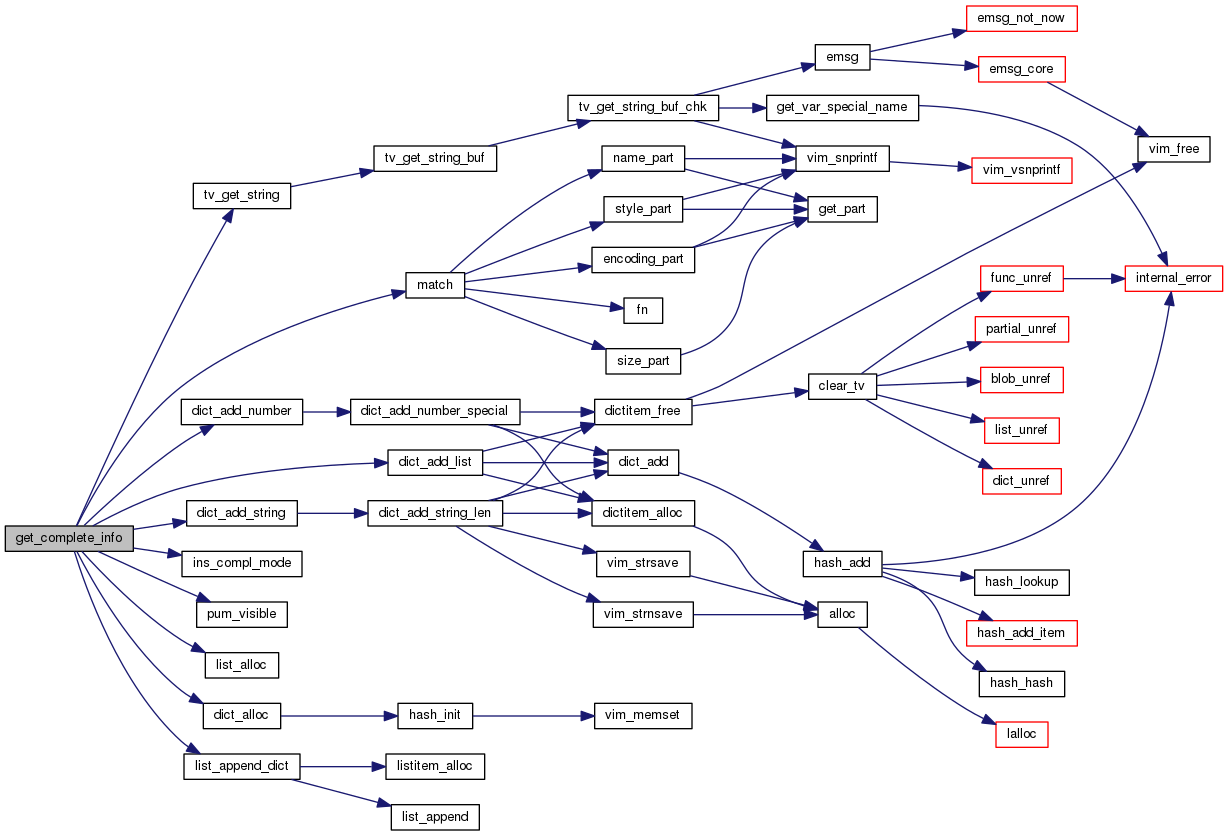 emsg_not_now
emsg
emsg_core
tv_get_string_buf_chk
get_var_special_name
vim_free
tv_get_string_buf
name_part
vim_snprintf
vim_vsnprintf
tv_get_string
style_part
get_part
encoding_part
match
func_unref
internal_error
fn
partial_unref
size_part
clear_tv
blob_unref
dict_add_number
dict_add_number_special
dictitem_free
list_unref
dict_add_list
dict_add
dict_unref
dict_add_string
dict_add_string_len
dictitem_alloc
get_complete_info
ins_compl_mode
vim_strsave
hash_add
hash_lookup
pum_visible
vim_strnsave
alloc
hash_add_item
list_alloc
hash_hash
dict_alloc
hash_init
vim_memset
lalloc
list_append_dict
listitem_alloc
list_append